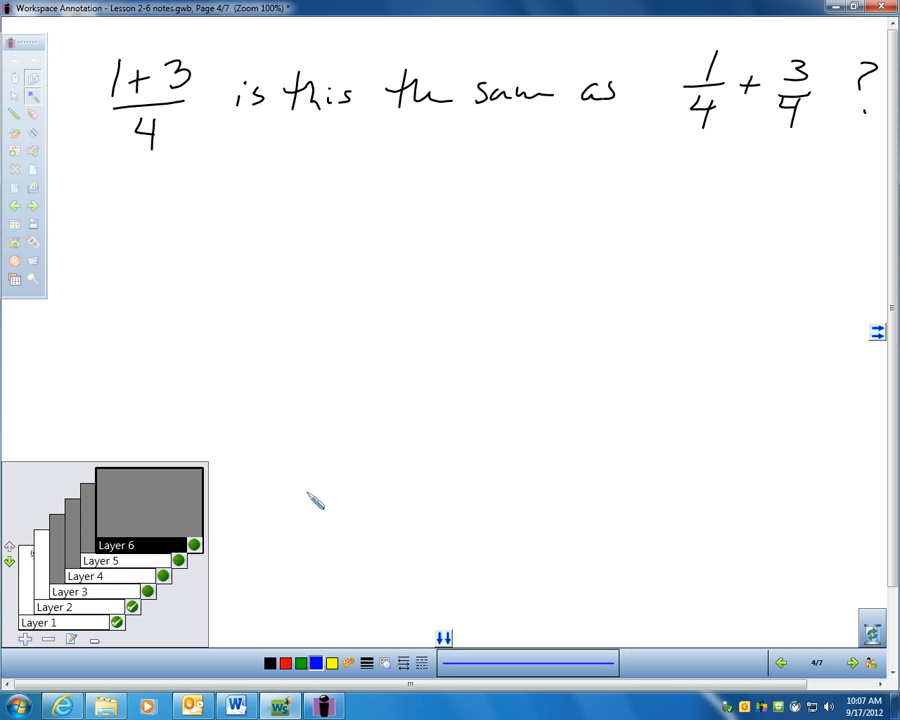 Workspace Annotation - Lesson 2-6 notes.gwb, Page 4/7 (Zoom 100%) *
1 + 3 / 4 is this the same as 1/4 + 3/4 ?
Layer 6
Layer 5
Layer 4
Layer 3
Layer 2
Layer 1
4/7
10:07 AM
9/17/2012